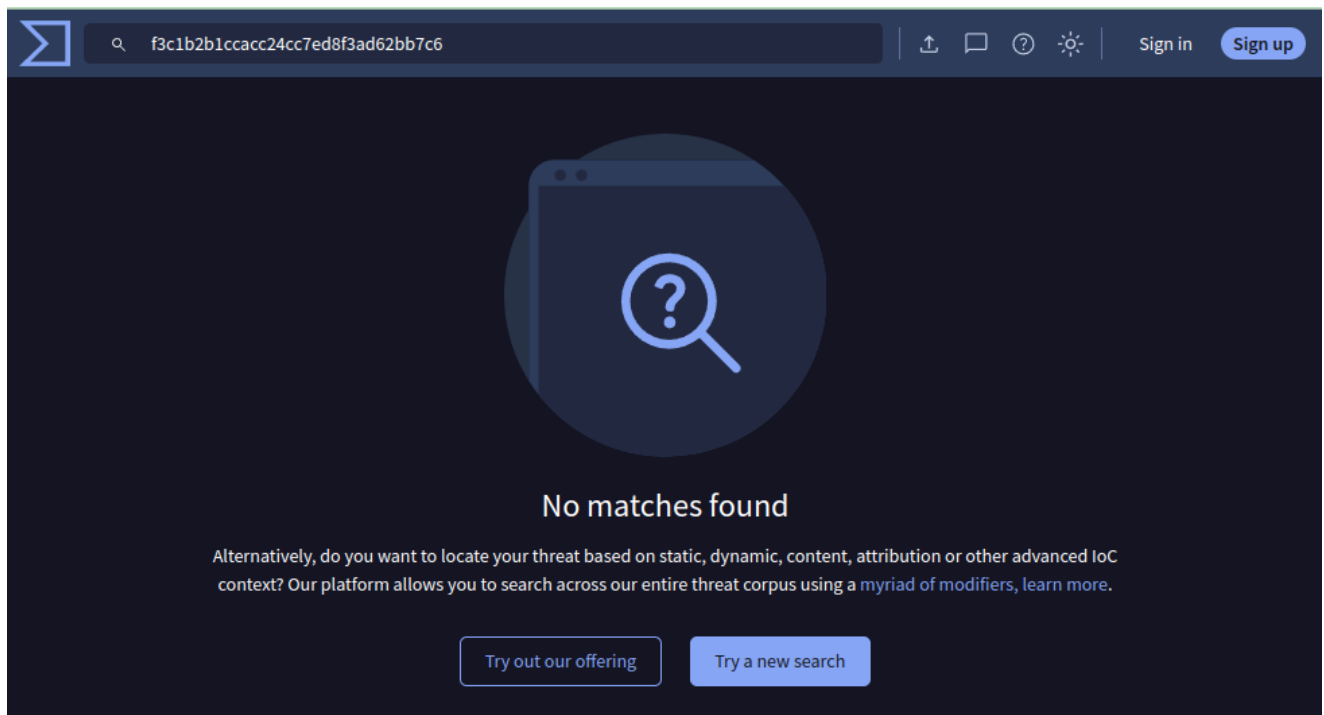 f3c1b2b1ccacc24cc7ed8f3ad62bb7c6
Sign in
Sign up
No matches found
Alternatively, do you want to locate your threat based on static, dynamic, content, attribution or other advanced IoC
context? Our platform allows you to search across our entire threat corpus using a myriad of modifiers, learn more.
Try out our offering
Try a new search